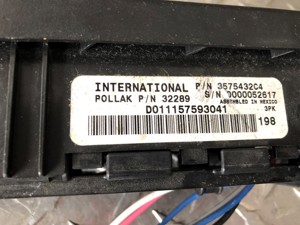 INTERNATIONAL P/N 3575432C4
POLLAK P/N 32289 S/N 0000052617
ASSEMBLED IN MEXICO
D011157593041 3PK
198